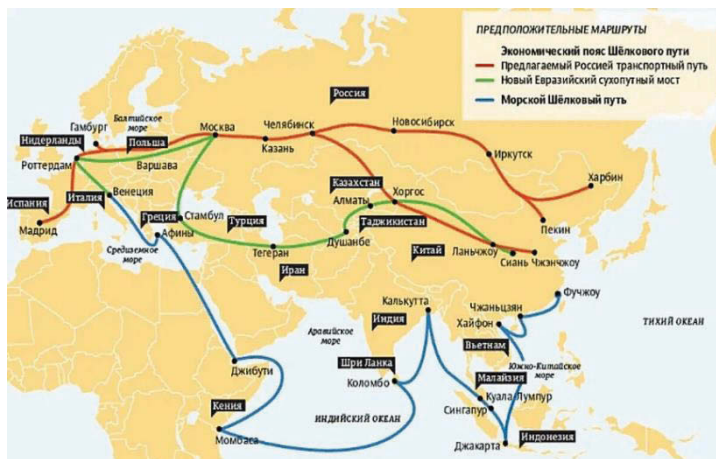 ПРЕДПОЛОЖИТЕЛЬНЫЕ МАРШРУТЫ
Экономический пояс Шёлкового пути
Предлагаемый Россией транспортный путь
Новый Евразийский сухопутный мост
Морской Шёлковый путь
Россия
Балтийское
море
Гамбург
Нидерланды
Польша
Москва
Челябинск
Новосибирск
Казань
Роттердам
Варшава
Иркутск
Харбин
Испания
Италия
Венеция
Казахстан
Хоргос
Алматы
Мадрид
Греция
Стамбул
Турция
Афины
Таджикистан
Пекин
Средиземное
море
Тегеран
Душанбе
Китай
Ланьчжоу
Иран
Сиань
Чжэнчжоу
Калькутта
Фучжоу
Чжаньцзян
Индия
Хайфон
Аравийское
море
Вьетнам
ТИХИЙ ОКЕАН
Шри Ланка
Коломбо
Южно-Китайское
море
Малайзия
Джибути
Куала-Лумпур
Кения
Сингапур
ИНДИЙСКИЙ ОКЕАН
Момбаса
Джакарта
Индонезия